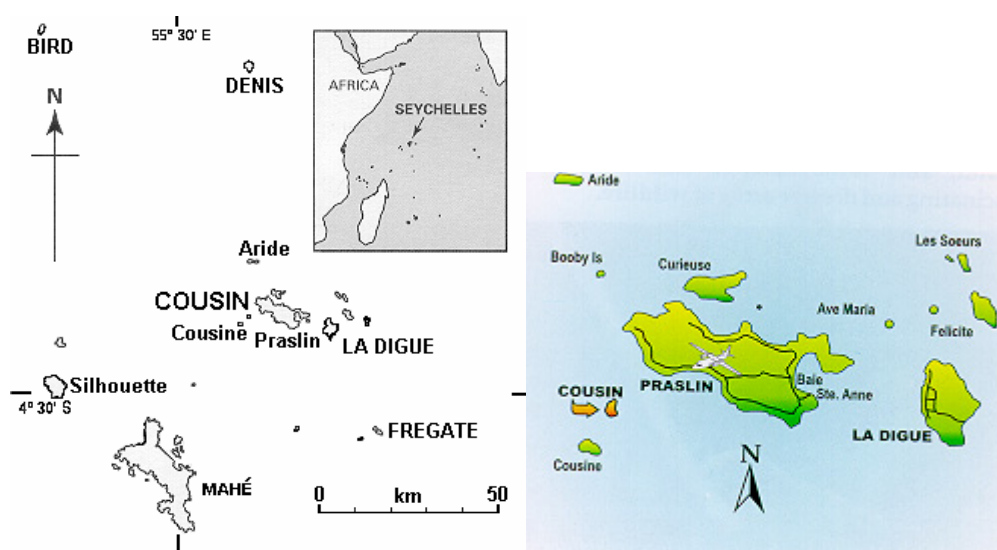 55° 30' E
BIRD
DENIS
N
AFRICA
SEYCHELLES
Aride
COUSIN
Cousine
Praslin
LA DIGUE
Silhouette
4° 30' S
FREGATE
MAHÉ
0 km 50
Aride
Les Soeurs
Booby Is
Curieuse
Ave Maria
Felicite
PRASLIN
Baie
Ste. Anne
COUSIN
LA DIGUE
Cousine
N